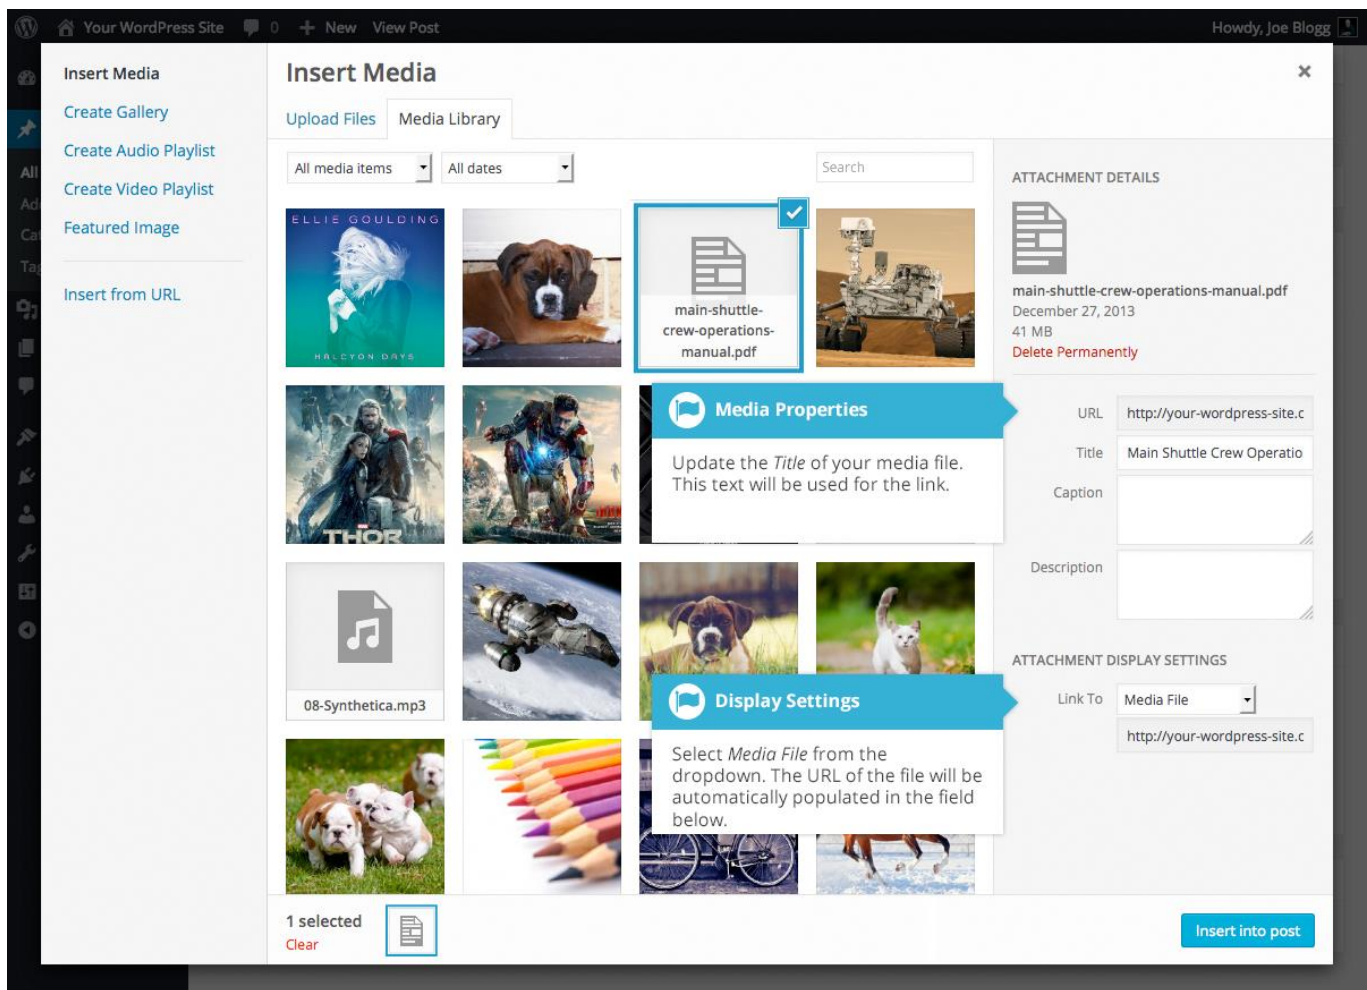 Your WordPress Site
0
New
View Post
Howdy, Joe Blogg
Insert Media
Create Gallery
Create Audio Playlist
Create Video Playlist
Featured Image
Insert from URL
All
Insert Media
×
Upload Files
Media Library
All media items
All dates
Search
ELLIE GOULDING
HALCYON DAYS
main-shuttle-
crew-operations-
manual.pdf
MARVEL
THOR
08-Synthetica.mp3
Media Properties
Update the Title of your media file.
This text will be used for the link.
Display Settings
Select Media File from the
dropdown. The URL of the file will be
automatically populated in the field
below.
ATTACHMENT DETAILS
main-shuttle-crew-operations-manual.pdf
December 27, 2013
41 MB
Delete Permanently
URL
http://your-wordpress-site.c
Title
Main Shuttle Crew Operatio
Caption
Description
ATTACHMENT DISPLAY SETTINGS
Link To
Media File
http://your-wordpress-site.c
1 selected
Clear
Insert into post